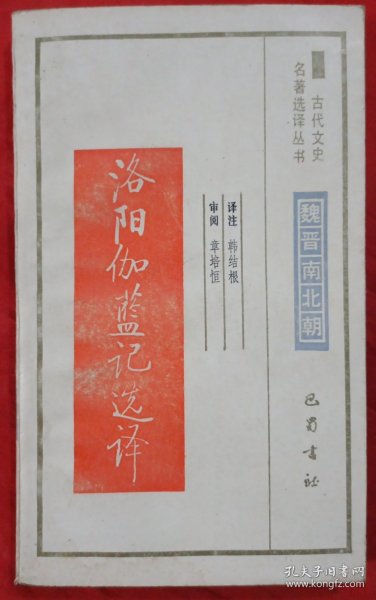 古代文史
名著选译丛书
魏晋南北朝
巴蜀书社
译注 韩结根
审阅 章培恒
洛阳伽蓝记选译
孔夫子旧书网